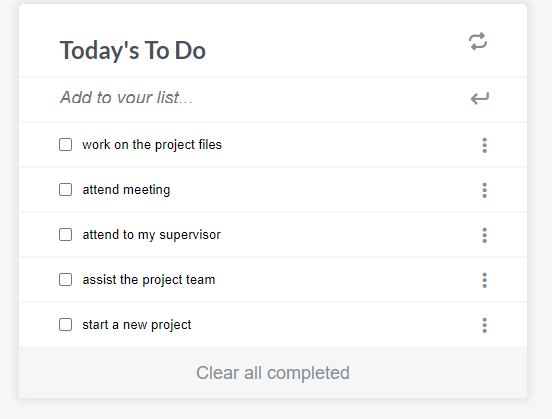 Today's To Do
Add to your list...
work on the project files
attend meeting
attend to my supervisor
assist the project team
start a new project
Clear all completed